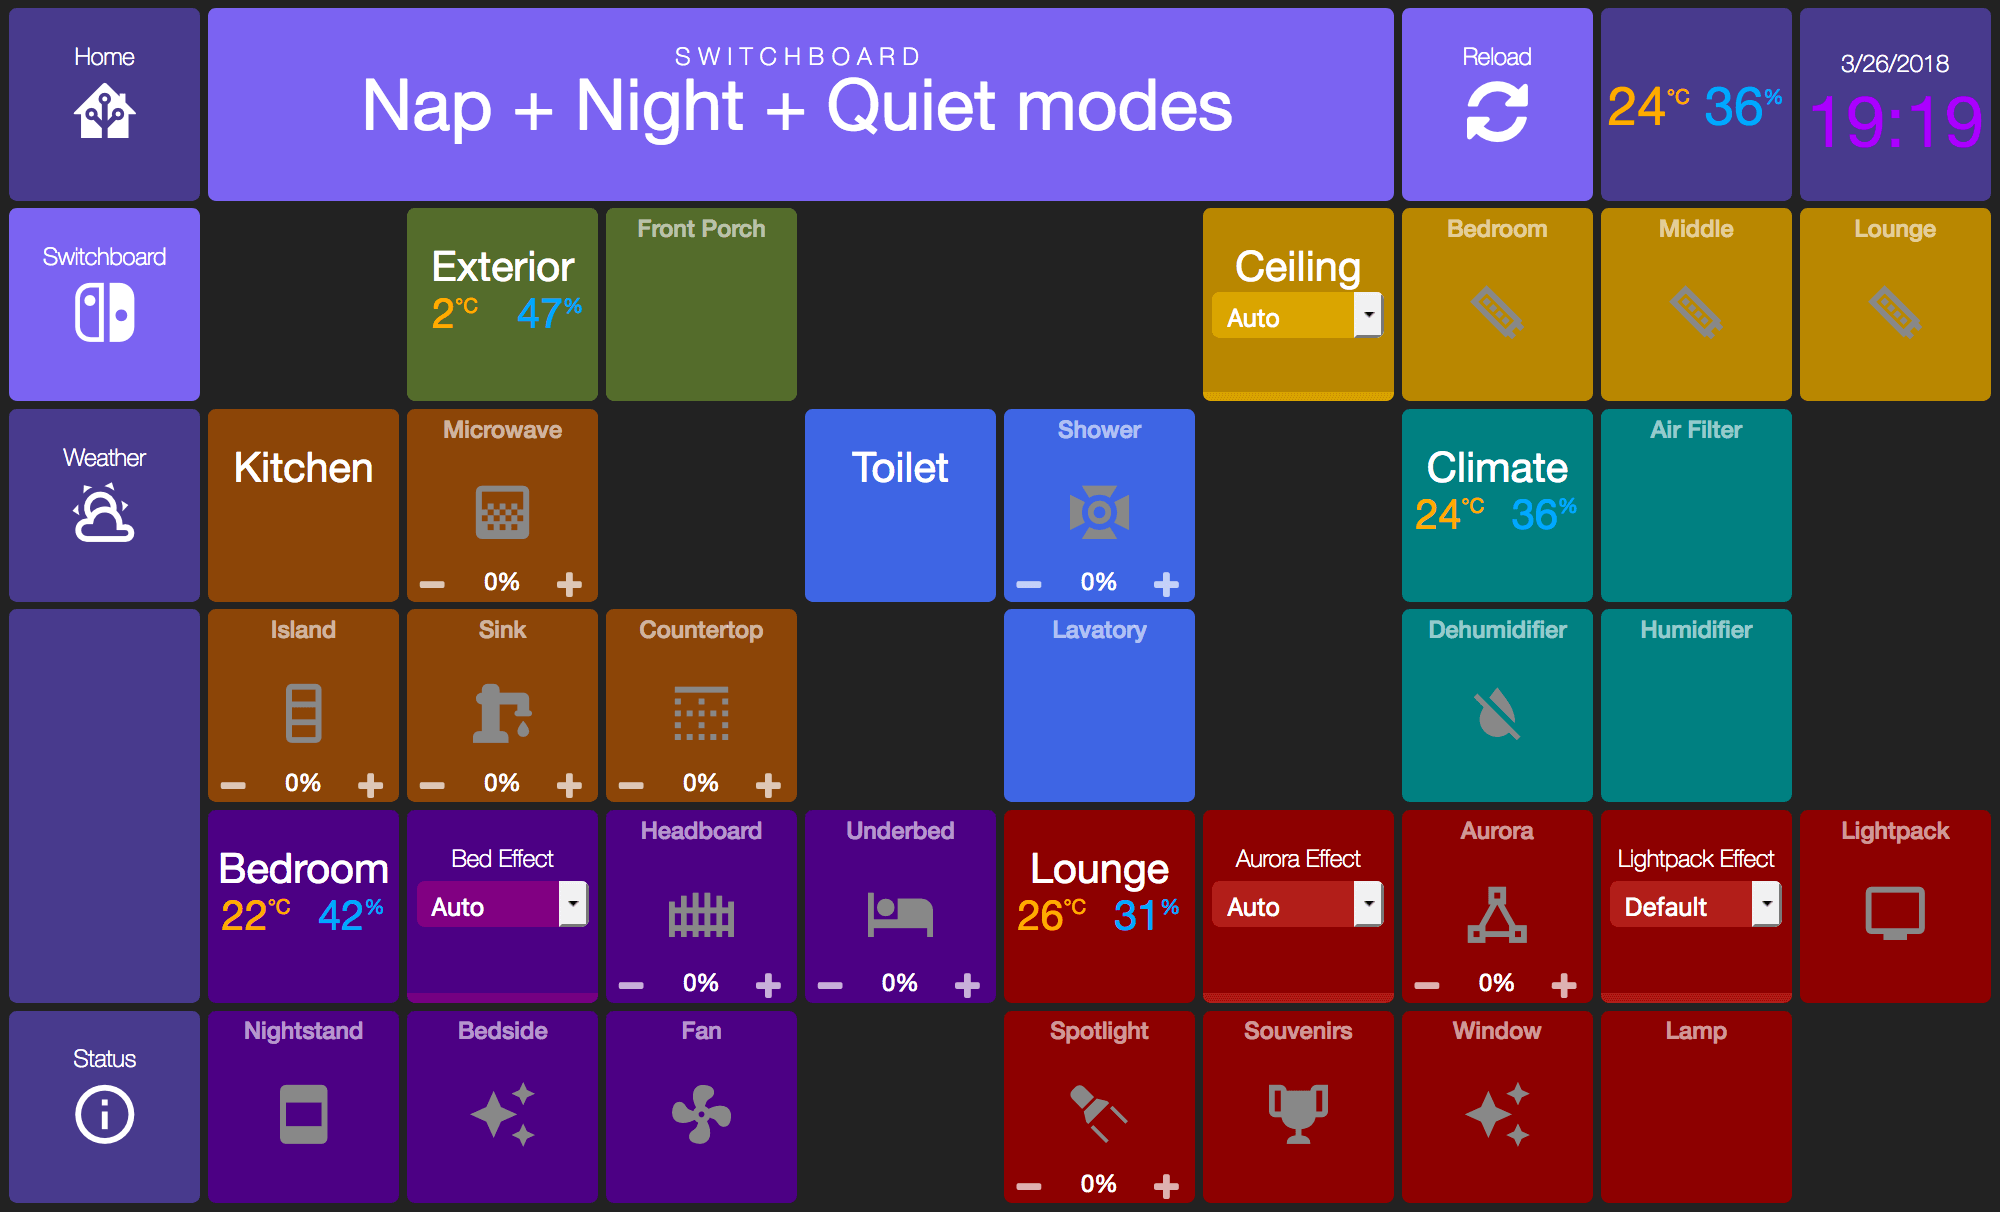 Home
SWITCHBOARD
Nap + Night + Quiet modes
Reload
24°C 36%
3/26/2018
19:19
Switchboard
Exterior
2°C 47%
Front Porch
Ceiling
Auto
Bedroom
Middle
Lounge
Weather
Kitchen
Microwave
0%
Toilet
Shower
0%
Climate
24°C 36%
Air Filter
Island
0%
Sink
0%
Countertop
0%
Lavatory
Dehumidifier
Humidifier
Bedroom
22°C 42%
Bed Effect
Auto
Headboard
0%
Underbed
0%
Lounge
26°C 31%
Aurora Effect
Auto
Aurora
0%
Lightpack Effect
Default
Lightpack
Status
Nightstand
Bedside
Fan
Spotlight
0%
Souvenirs
Window
Lamp